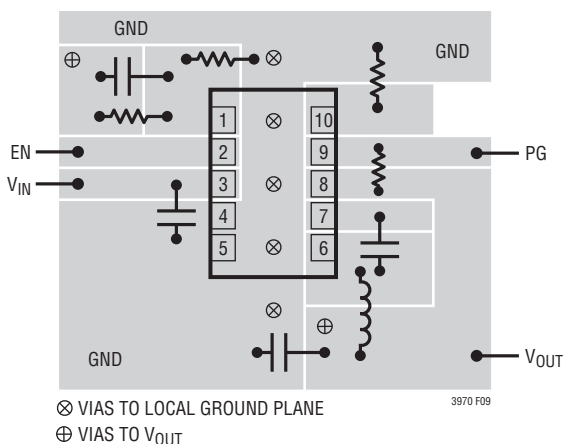 GND
GND
1
10
EN
2
9
PG
VIN
3
8
4
7
5
6
GND
VOUT
3970 F09
⊗ VIAS TO LOCAL GROUND PLANE
⊕ VIAS TO VOUT